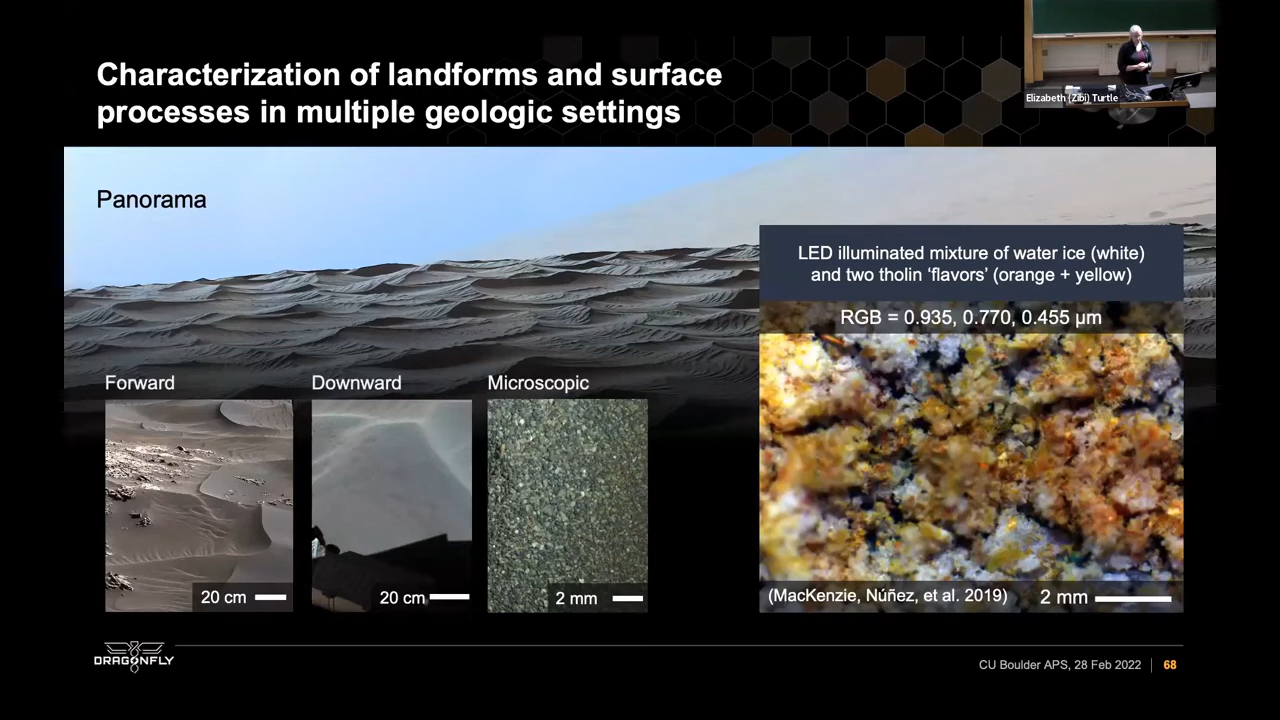 Characterization of landforms and surface
processes in multiple geologic settings
Elizabeth (Zibi) Turtle
Panorama
LED illuminated mixture of water ice (white)
and two tholin ‘flavors’ (orange + yellow)
RGB = 0.935, 0.770, 0.455 µm
Forward
Downward
Microscopic
20 cm
20 cm
2 mm
(MacKenzie, Núñez, et al. 2019)
2 mm
DRAGONFLY
CU Boulder APS, 28 Feb 2022
68